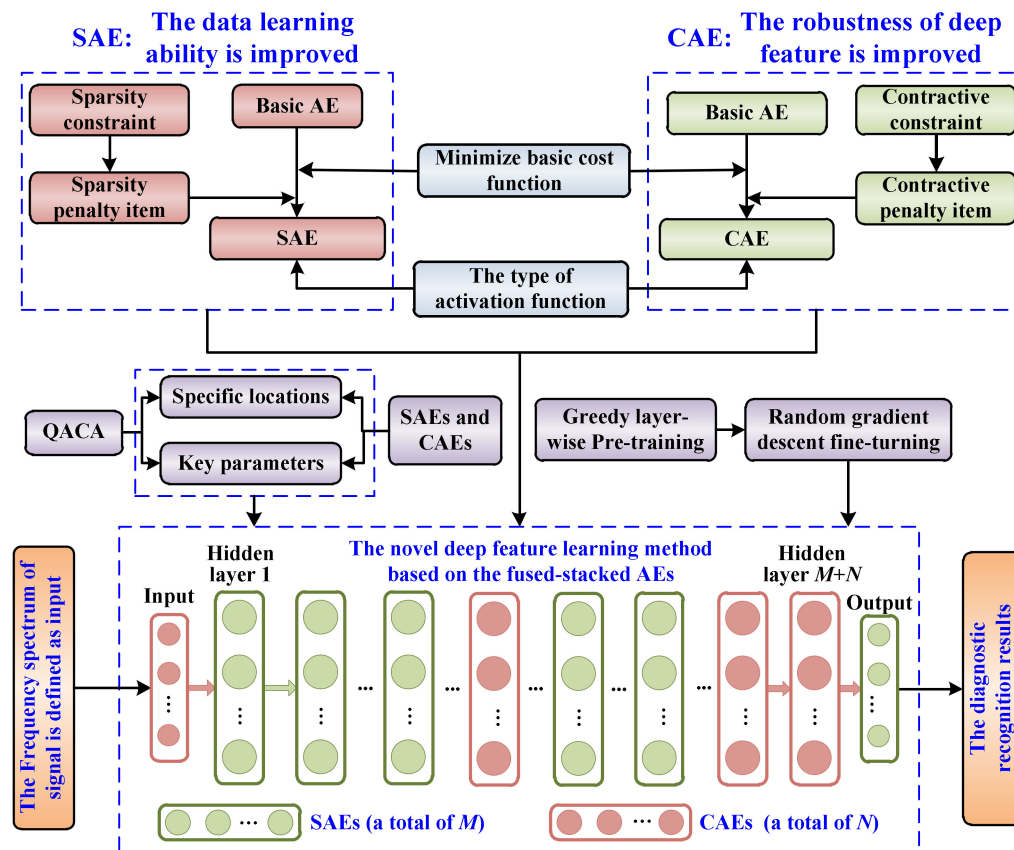 SAE:
The data learning
ability is improved
CAE:
The robustness of deep
feature is improved
Sparsity
constraint
Basic AE
Sparsity
penalty item
SAE
Minimize basic cost
function
The type of
activation function
Basic AE
Contractive
constraint
Contractive
penalty item
CAE
QACA
Specific locations
Key parameters
SAEs and
CAEs
Greedy layer-
wise Pre-training
Random gradient
descent fine-turning
The Frequency spectrum of
signal is defined as input
Input
Hidden
layer 1
The novel deep feature learning method
based on the fused-stacked AEs
Hidden
layer M+N
Output
... ... ... ...
SAEs (a total of M)
CAEs (a total of N)
The diagnostic
recognition results